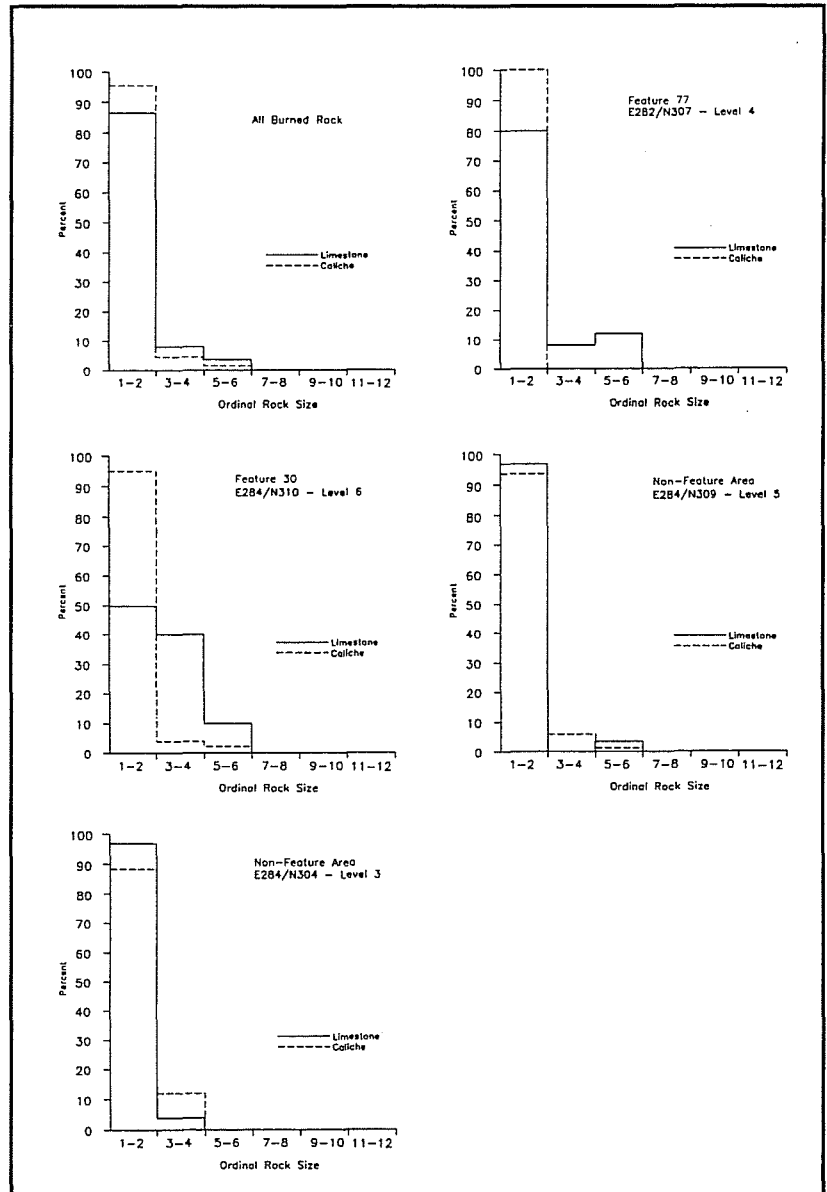 All Burned Rock
Percent
100
90
80
70
60
50
40
30
20
10
0
Limestone
Caliche
1-2 3-4 5-6 7-8 9-10 11-12
Ordinal Rock Size
Feature 77
E282/N307 - Level 4
Percent
100
90
80
70
60
50
40
30
20
10
0
Limestone
Caliche
1-2 3-4 5-6 7-8 9-10 11-12
Ordinal Rock Size
Feature 30
E284/N310 - Level 6
Percent
100
90
80
70
60
50
40
30
20
10
0
Limestone
Caliche
1-2 3-4 5-6 7-8 9-10 11-12
Ordinal Rock Size
Non-Feature Area
E284/N309 - Level 5
Percent
100
90
80
70
60
50
40
30
20
10
0
Limestone
Caliche
1-2 3-4 5-6 7-8 9-10 11-12
Ordinal Rock Size
Non-Feature Area
E284/N304 - Level 3
Percent
100
90
80
70
60
50
40
30
20
10
0
Limestone
Caliche
1-2 3-4 5-6 7-8 9-10 11-12
Ordinal Rock Size